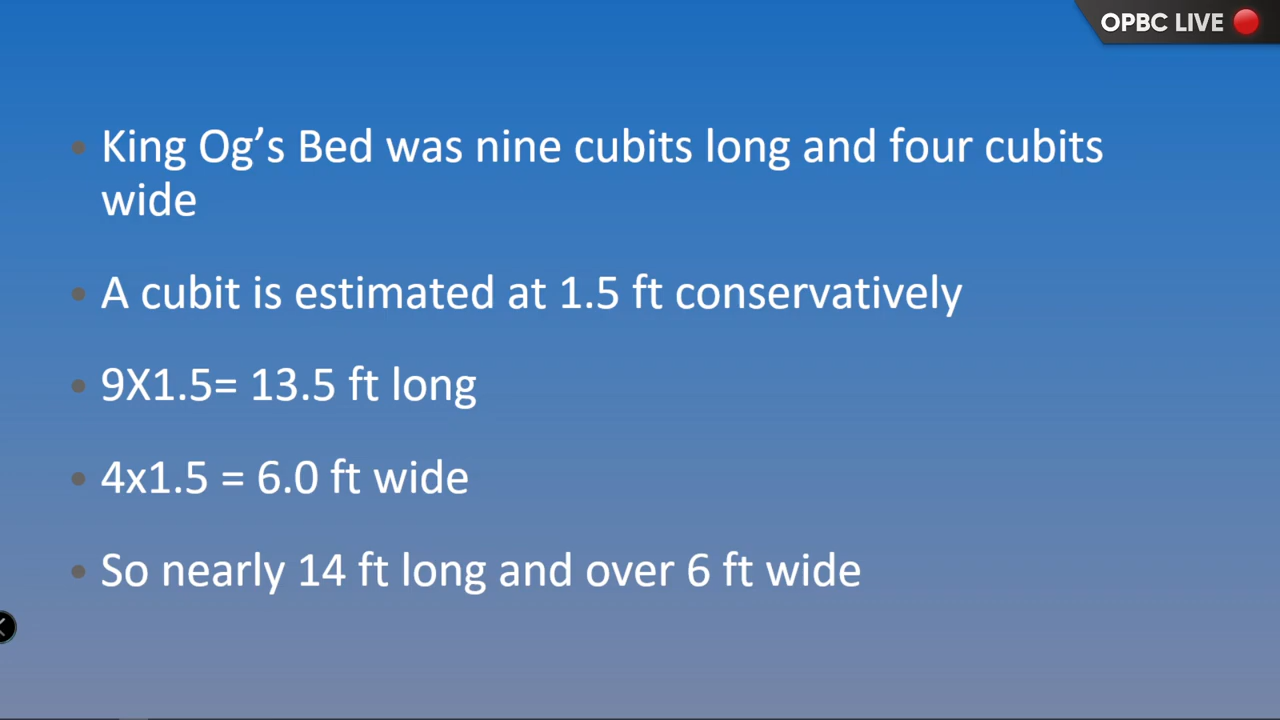 OPBC LIVE
King Og’s Bed was nine cubits long and four cubits
wide
A cubit is estimated at 1.5 ft conservatively
9X1.5= 13.5 ft long
4x1.5 = 6.0 ft wide
So nearly 14 ft long and over 6 ft wide